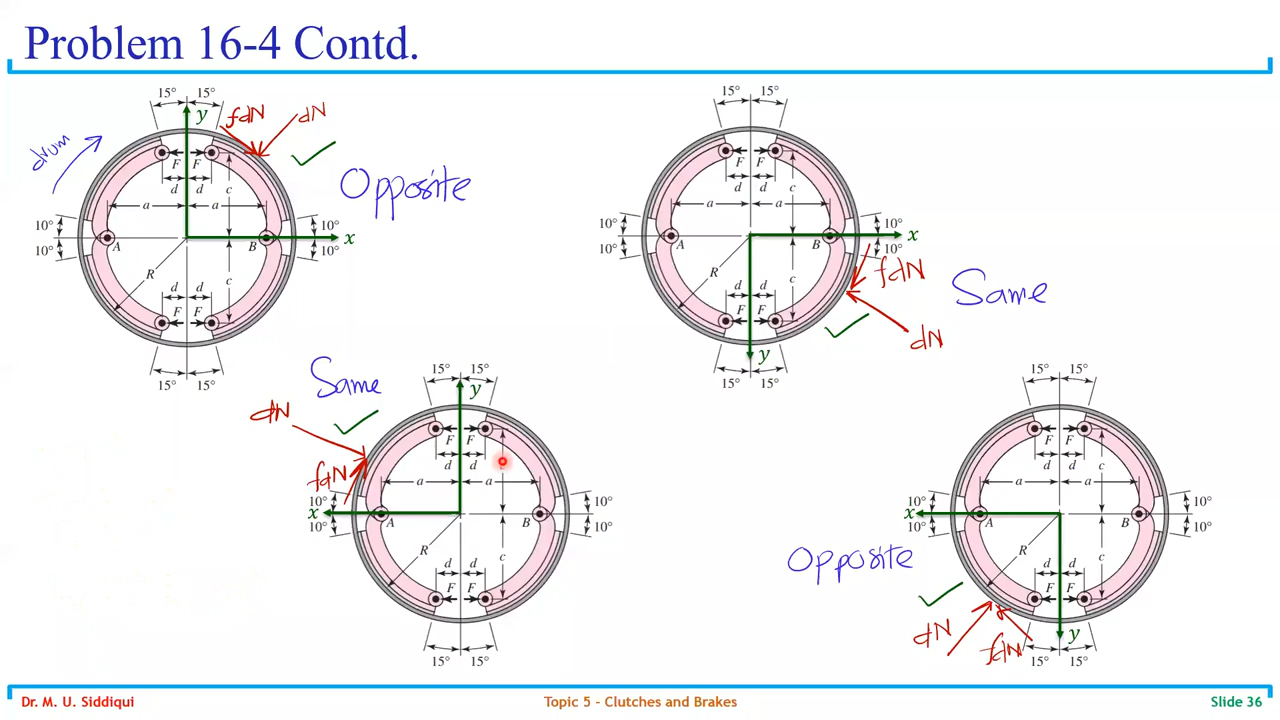 Problem 16-4 Contd.
15° 15°
y
fdN
dN
drum
F F
d d
c
Opposite
a a
10° 10°
10° 10°
A B
x
R
c
d d
F F
15° 15°
15° 15°
F F
d d
c
a a
10° 10°
10° 10°
A B
x
fdN
R
c
Same
d d
F F
dN
y
15° 15°
Same
15° 15°
y
dN
F F
d d
fdN
a a
10° 10°
10° 10°
x
A B
R
c
d d
F F
15° 15°
15° 15°
F F
d d
c
a a
10° 10°
10° 10°
x
A B
R
c
Opposite
d d
F F
dN
fdN
y
15° 15°
Dr. M. U. Siddiqui
Topic 5 - Clutches and Brakes
Slide 36